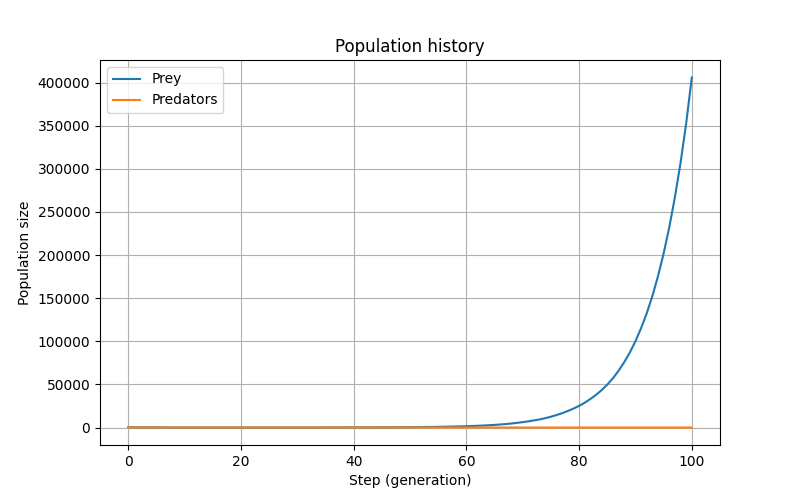 Population history
Prey
Predators
400000
350000
300000
250000
200000
150000
100000
50000
0
Population size
0 20 40 60 80 100
Step (generation)